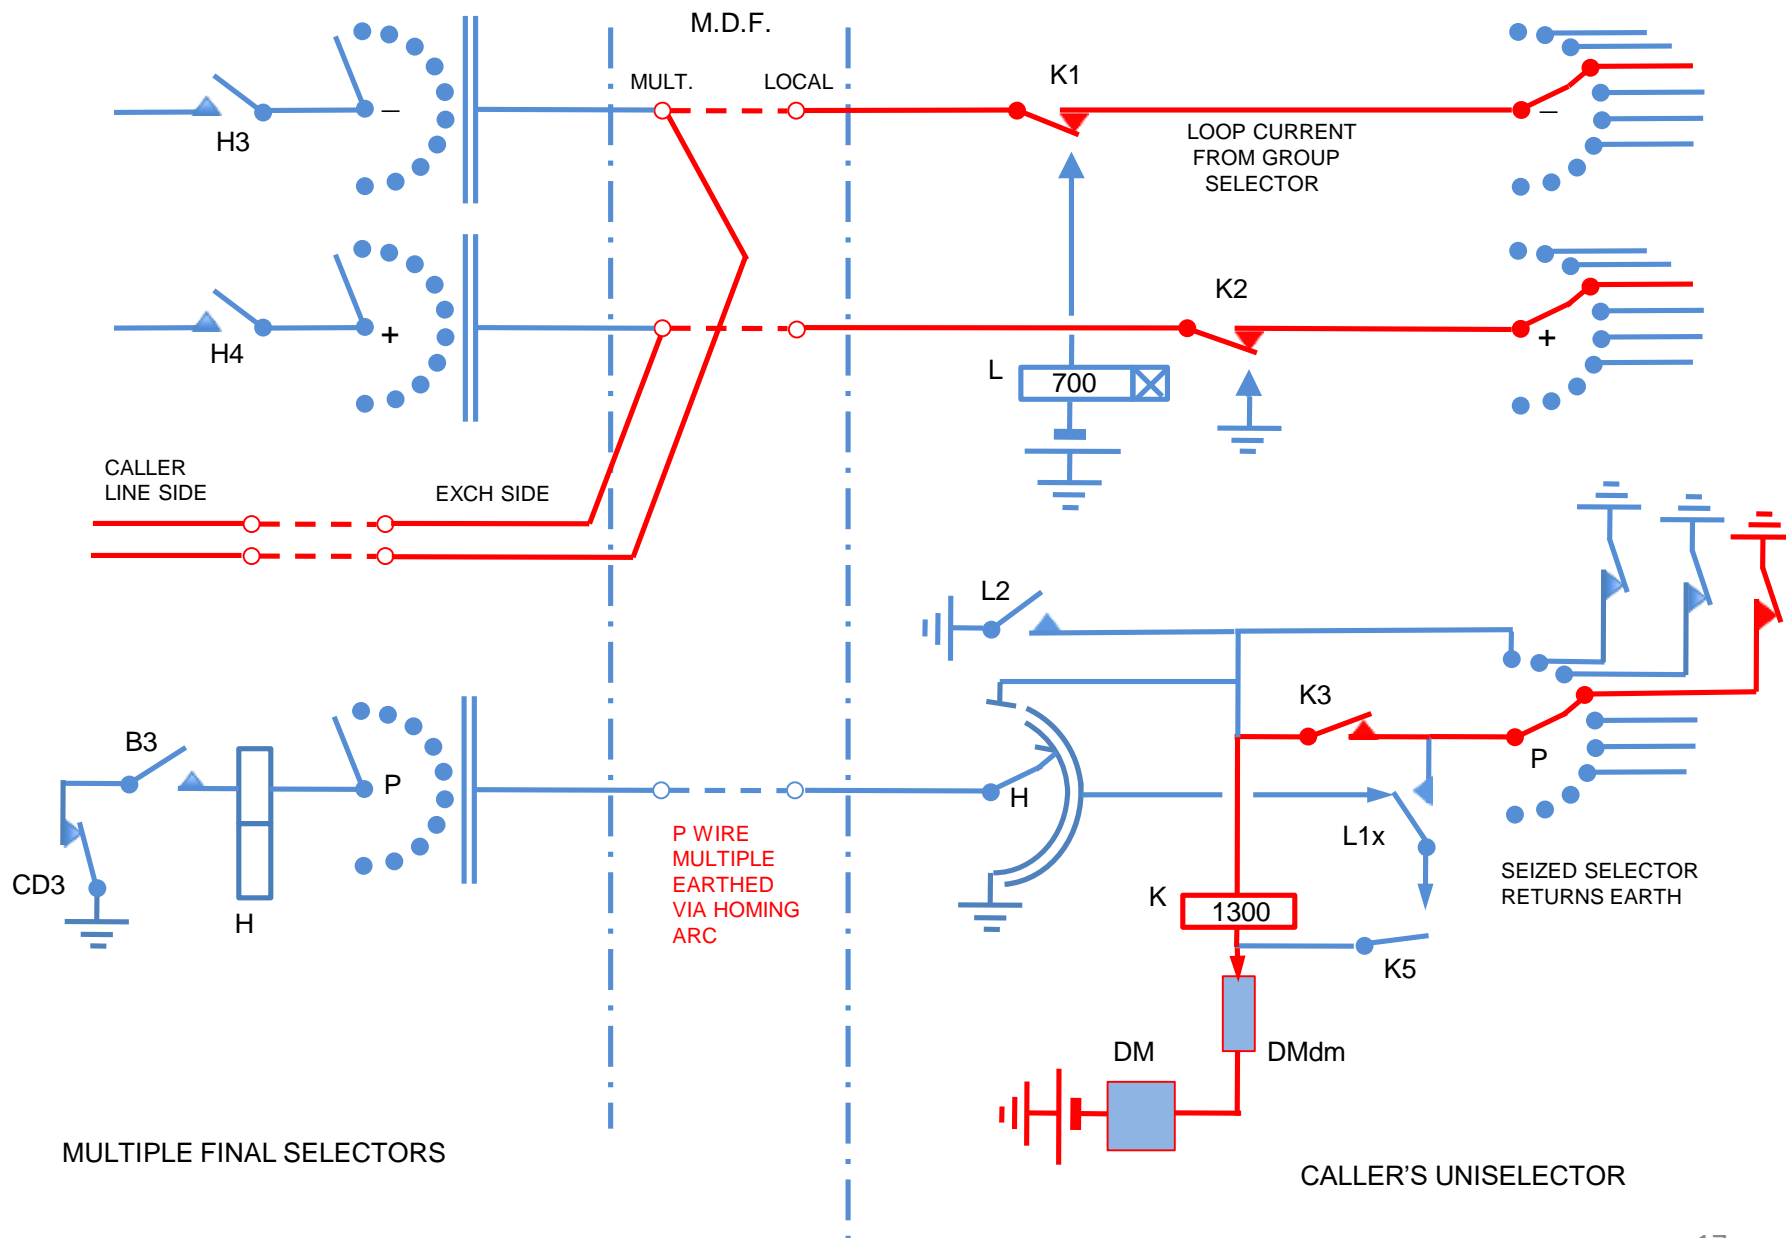 M.D.F.
MULT.
LOCAL
K1
H3
–
–
LOOP CURRENT
FROM GROUP
SELECTOR
K2
H4
+
+
L
700
CALLER
LINE SIDE
EXCH SIDE
L2
K3
B3
P
P
H
L1x
P WIRE
MULTIPLE
EARTHED
VIA HOMING
ARC
CD3
H
K
1300
SEIZED SELECTOR
RETURNS EARTH
K5
DM
DMdm
MULTIPLE FINAL SELECTORS
CALLER'S UNISELECTOR
17